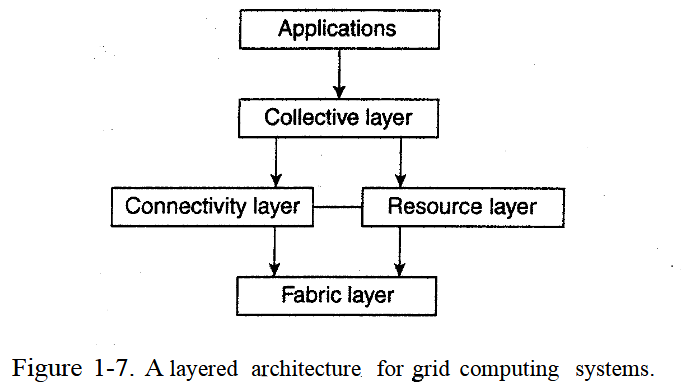 Applications
Collective layer
Connectivity layer
Resource layer
Fabric layer
Figure 1-7. A layered architecture for grid computing systems.